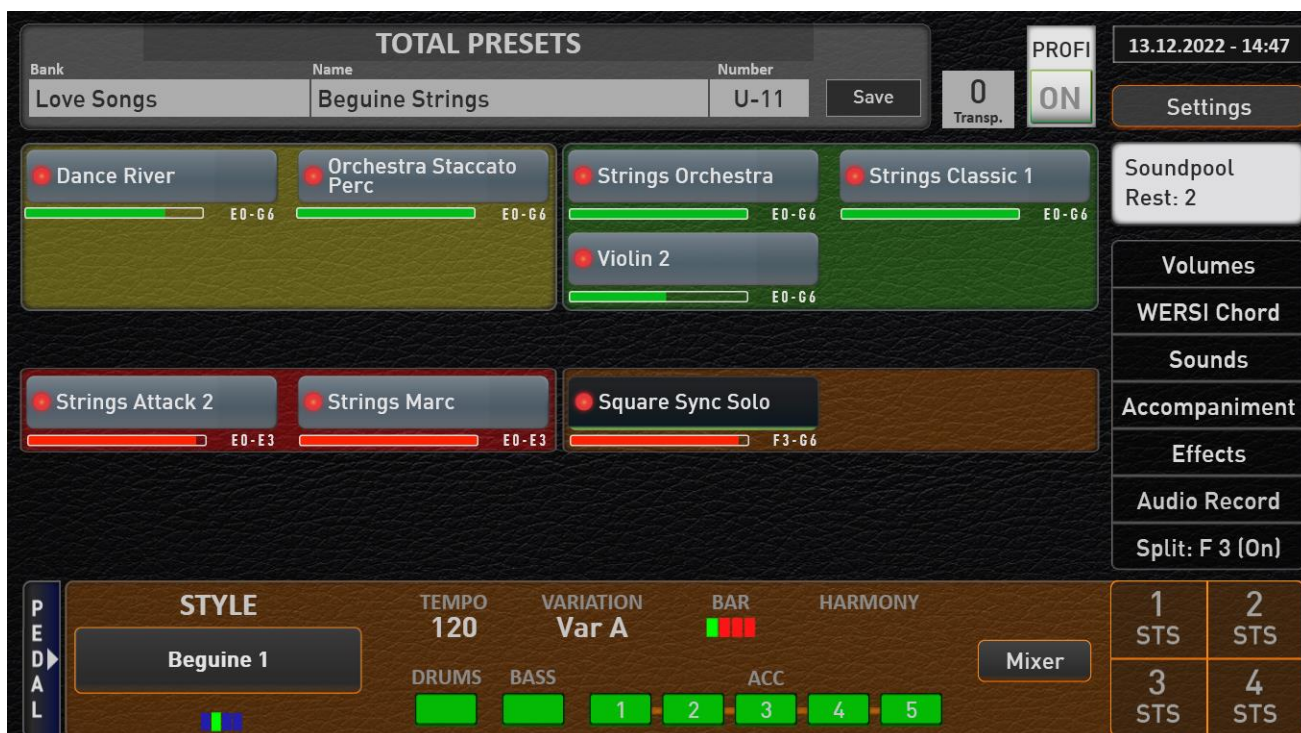 TOTAL PRESETS
Bank
Name
Number
Love Songs
Beguine Strings
U-11
Save
0
Transp.
PROFI
ON
13.12.2022 - 14:47
Settings
Dance River
E0-G6
Orchestra Staccato
Perc
E0-G6
Strings Orchestra
E0-G6
Strings Classic 1
E0-G6
Violin 2
E0-G6
Soundpool
Rest: 2
Volumes
WERSI Chord
Sounds
Accompaniment
Effects
Audio Record
Split: F 3 (On)
Strings Attack 2
E0-E3
Strings Marc
E0-E3
Square Sync Solo
F3-G6
PEDAL
STYLE
Beguine 1
TEMPO
120
VARIATION
Var A
BAR
HARMONY
DRUMS
BASS
ACC
1
2
3
4
5
Mixer
1
STS
2
STS
3
STS
4
STS